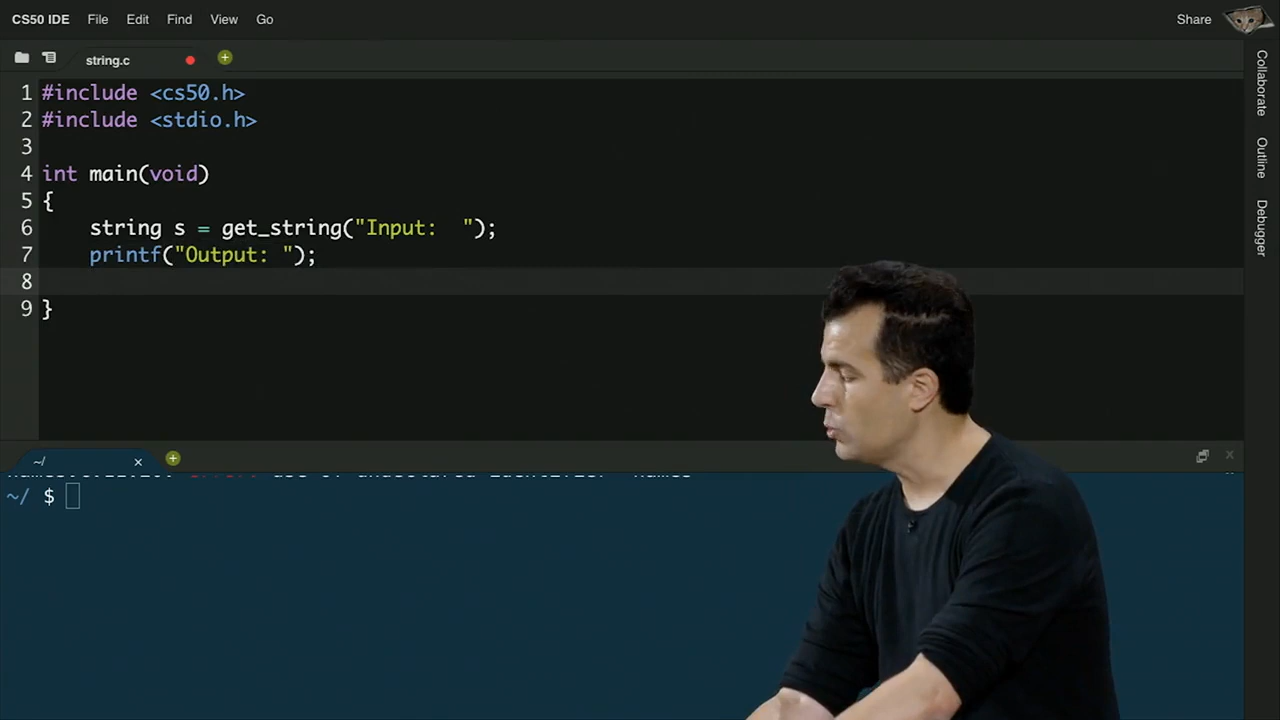 CS50 IDE File Edit Find View Go Share
string.c
1 #include <cs50.h>
2 #include <stdio.h>
3
4 int main(void)
5 {
6     string s = get_string("Input:  ");
7     printf("Output: ");
8
9 }
Collaborate
Outline
Debugger
~/
~/ $